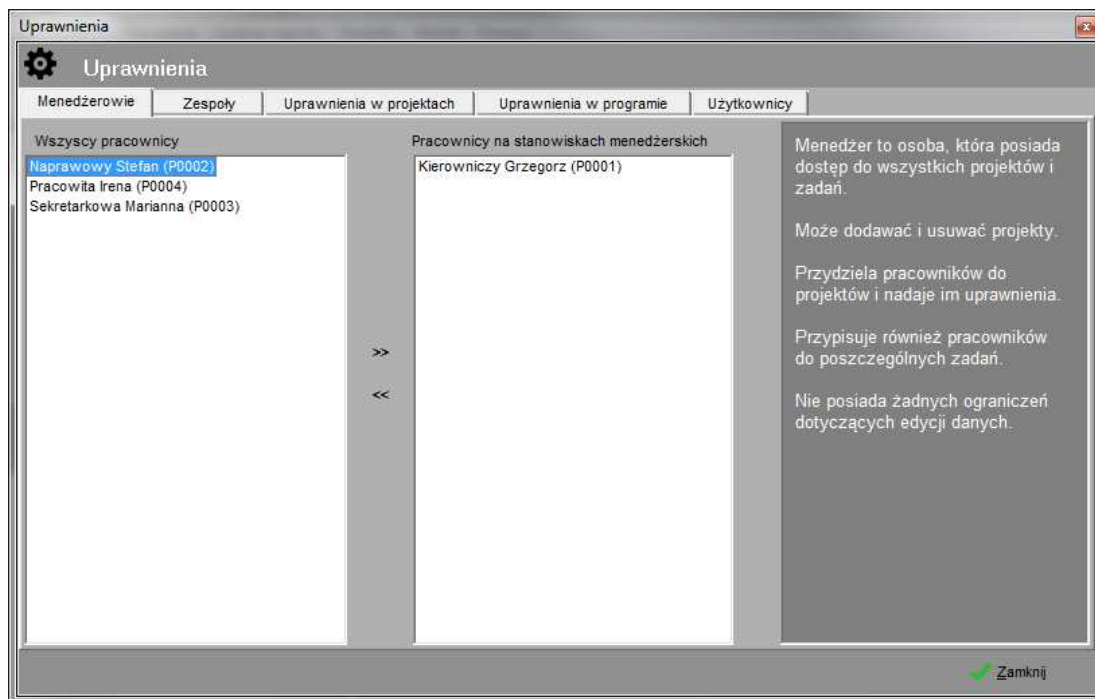 Uprawnienia
Uprawnienia
Menedżerowie
Zespoły
Uprawnienia w projektach
Uprawnienia w programie
Użytkownicy
Wszyscy pracownicy
Naprawowy Stefan (P0002)
Pracowita Irena (P0004)
Sekretarkowa Marianna (P0003)
>>
<<
Pracownicy na stanowiskach menedżerskich
Kierowniczy Grzegorz (P0001)
Menedżer to osoba, która posiada
dostęp do wszystkich projektów i
zadań.
Może dodawać i usuwać projekty.
Przydziela pracowników do
projektów i nadaje im uprawnienia.
Przypisuje również pracowników
do poszczególnych zadań.
Nie posiada żadnych ograniczeń
dotyczących edycji danych.
Zamknij